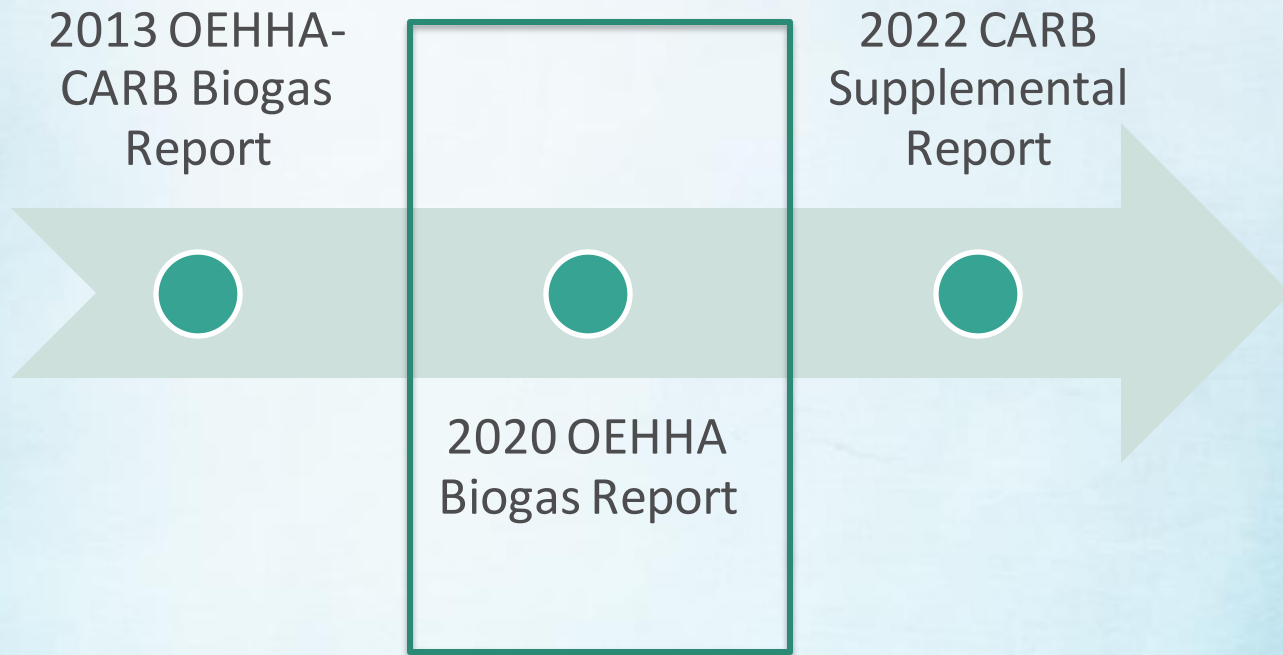 2013 OEHHA-
CARB Biogas
Report
2020 OEHHA
Biogas Report
2022 CARB
Supplemental
Report